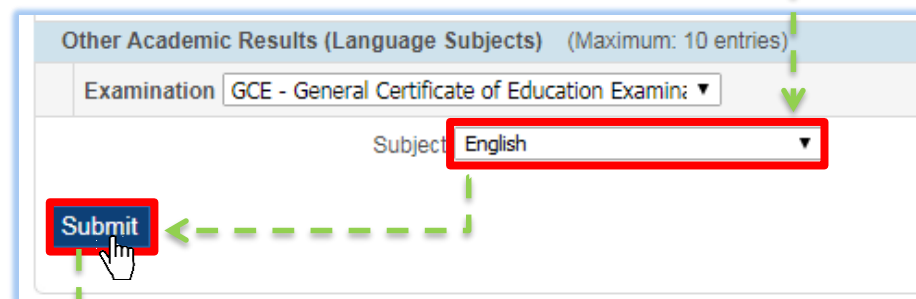 Other Academic Results (Language Subjects) (Maximum: 10 entries)
Examination GCE - General Certificate of Education Examina
Subject English
Submit